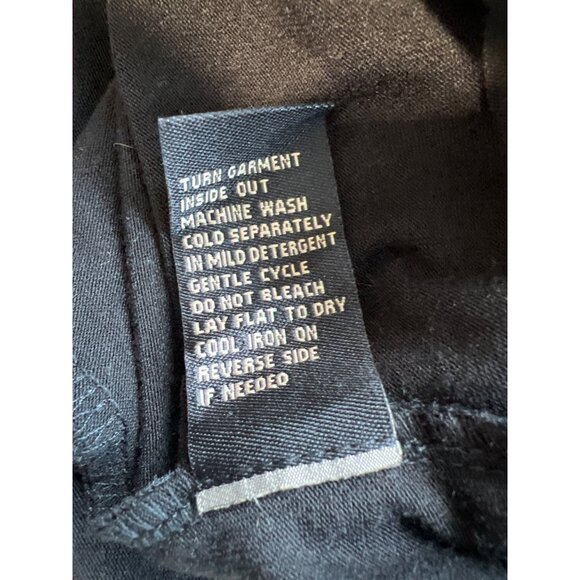 TURN GARMENT
INSIDE OUT
MACHINE WASH
COLD SEPARATELY
IN MILD DETERGENT
GENTLE CYCLE
DO NOT BLEACH
LAY FLAT TO DRY
COOL IRON ON
REVERSE SIDE
IF NEEDED